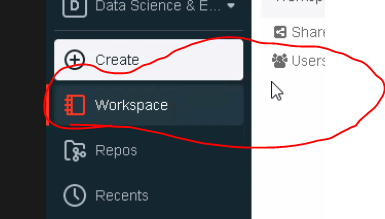 D Data Science & E...
Create
Workspace
Repos
Recents
Share
Users